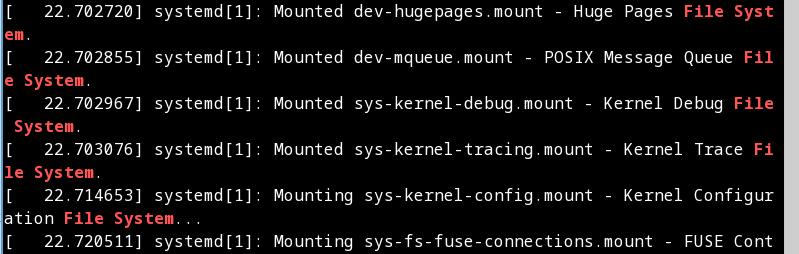 [   22.702720] systemd[1]: Mounted dev-hugepages.mount - Huge Pages File Syst
em.
[   22.702855] systemd[1]: Mounted dev-mqueue.mount - POSIX Message Queue Fil
e System.
[   22.702967] systemd[1]: Mounted sys-kernel-debug.mount - Kernel Debug File
 System.
[   22.703076] systemd[1]: Mounted sys-kernel-tracing.mount - Kernel Trace Fi
le System.
[   22.714653] systemd[1]: Mounting sys-kernel-config.mount - Kernel Configur
ation File System...
[   22.720511] systemd[1]: Mounting sys-fs-fuse-connections.mount - FUSE Cont